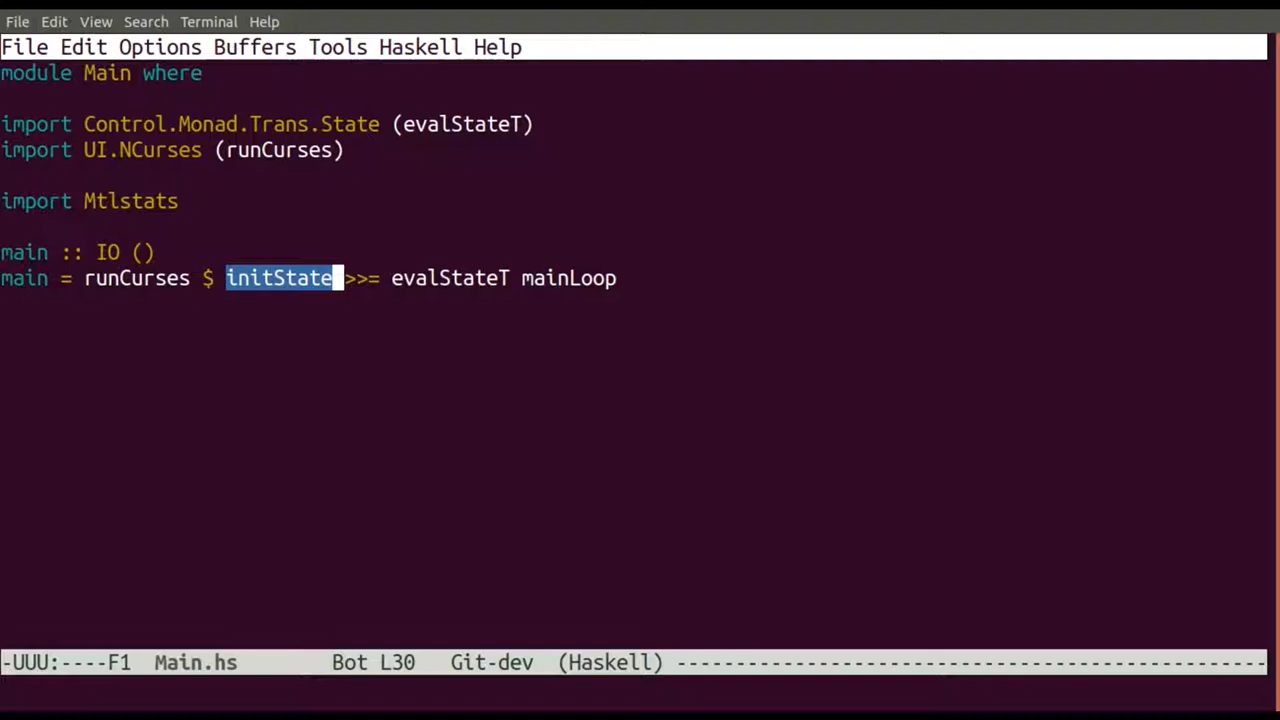 File Edit View Search Terminal Help
File Edit Options Buffers Tools Haskell Help
module Main where
import Control.Monad.Trans.State (evalStateT)
import UI.NCurses (runCurses)
import Mtlstats
main :: IO ()
main = runCurses $ initState >>= evalStateT mainLoop
-UUU:----F1  Main.hs        Bot L30   Git-dev  (Haskell) --------------------------------------------------